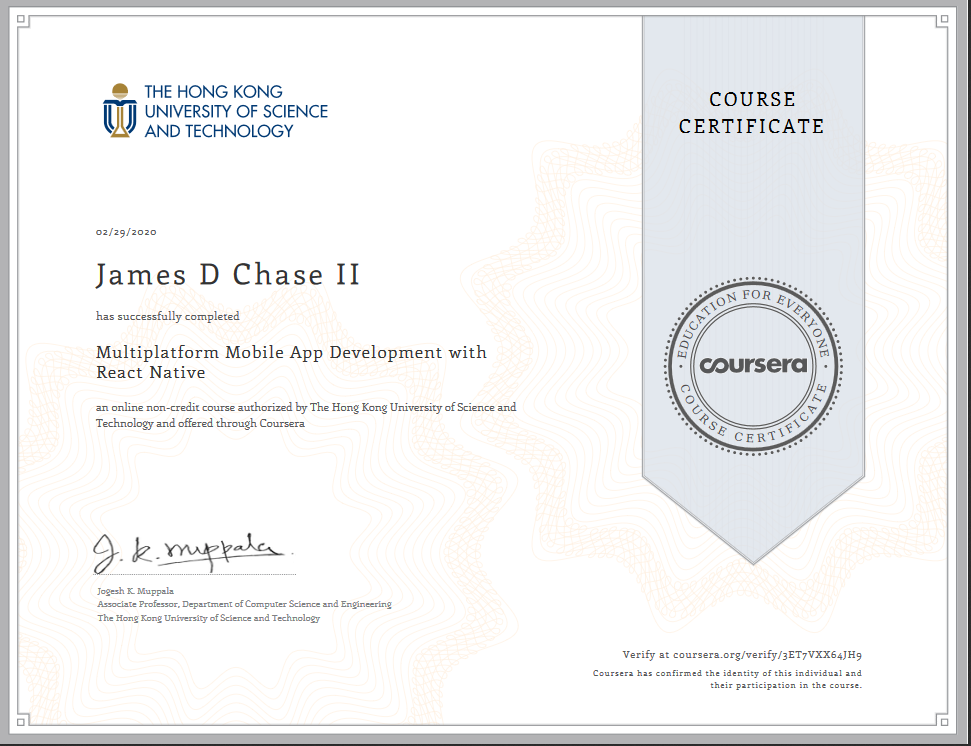 THE HONG KONG
UNIVERSITY OF SCIENCE
AND TECHNOLOGY
COURSE
CERTIFICATE
02/29/2020
James D Chase II
has successfully completed
Multiplatform Mobile App Development with
React Native
an online non-credit course authorized by The Hong Kong University of Science and
Technology and offered through Coursera
EDUCATION FOR EVERYONE
coursera
COURSE CERTIFICATE
J. K. Muppala
Jogesh K. Muppala
Associate Professor, Department of Computer Science and Engineering
The Hong Kong University of Science and Technology
Verify at coursera.org/verify/3ET7VXX64JH9
Coursera has confirmed the identity of this individual and
their participation in the course.